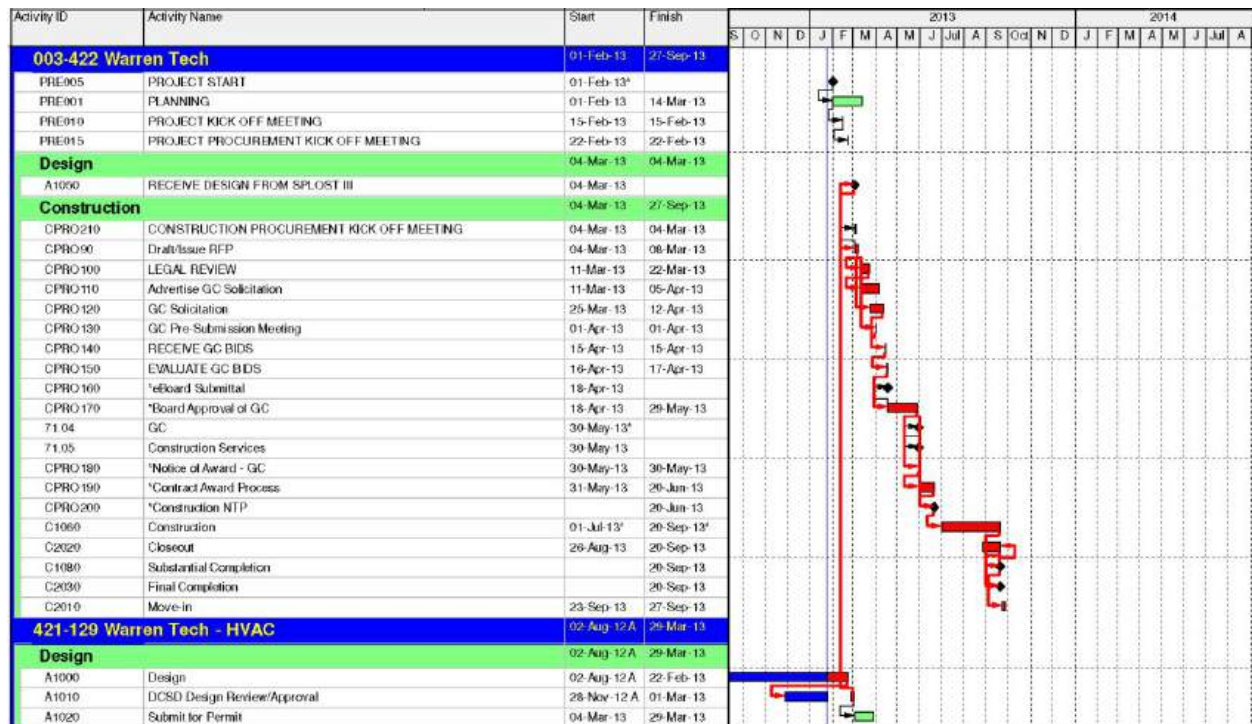 Activity ID Activity Name Start Finish 2013 2014
S O N D J F M A M J Jul A S Oct N D J F M A M J Jul A
003-422 Warren Tech 01-Feb-13 27-Sep-13
PRE005 PROJECT START 01-Feb-13*
PRE001 PLANNING 01-Feb-13 14-Mar-13
PRE010 PROJECT KICK OFF MEETING 15-Feb-13 15-Feb-13
PRE015 PROJECT PROCUREMENT KICK OFF MEETING 22-Feb-13 22-Feb-13
Design 04-Mar-13 04-Mar-13
A1050 RECEIVE DESIGN FROM SPLOST III 04-Mar-13
Construction 04-Mar-13 27-Sep-13
CPRO210 CONSTRUCTION PROCUREMENT KICK OFF MEETING 04-Mar-13 04-Mar-13
CPRO90 Draft/Issue RFP 04-Mar-13 08-Mar-13
CPRO100 LEGAL REVIEW 11-Mar-13 22-Mar-13
CPRO110 Advertise GC Solicitation 11-Mar-13 05-Apr-13
CPRO120 GC Solicitation 25-Mar-13 12-Apr-13
CPRO130 GC Pre-Submission Meeting 01-Apr-13 01-Apr-13
CPRO140 RECEIVE GC BIDS 15-Apr-13 15-Apr-13
CPRO150 EVALUATE GC BIDS 16-Apr-13 17-Apr-13
CPRO160 *eBoard Submittal 18-Apr-13
CPRO170 *Board Approval of GC 18-Apr-13 29-May-13
71.04 GC 30-May-13*
71.05 Construction Services 30-May-13
CPRO180 *Notice of Award - GC 30-May-13 30-May-13
CPRO190 *Contract Award Process 31-May-13 20-Jun-13
CPRO200 *Construction NTP 20-Jun-13
C1060 Construction 01-Jul-13* 20-Sep-13*
C2020 Closeout 26-Aug-13 20-Sep-13
C1080 Substantial Completion 20-Sep-13
C2030 Final Completion 20-Sep-13
C2010 Move-in 23-Sep-13 27-Sep-13
421-129 Warren Tech - HVAC 02-Aug-12 A 29-Mar-13
Design 02-Aug-12 A 29-Mar-13
A1000 Design 02-Aug-12 A 22-Feb-13
A1010 DCSD Design Review/Approval 28-Nov-12 A 01-Mar-13
A1020 Submit for Permit 04-Mar-13 29-Mar-13